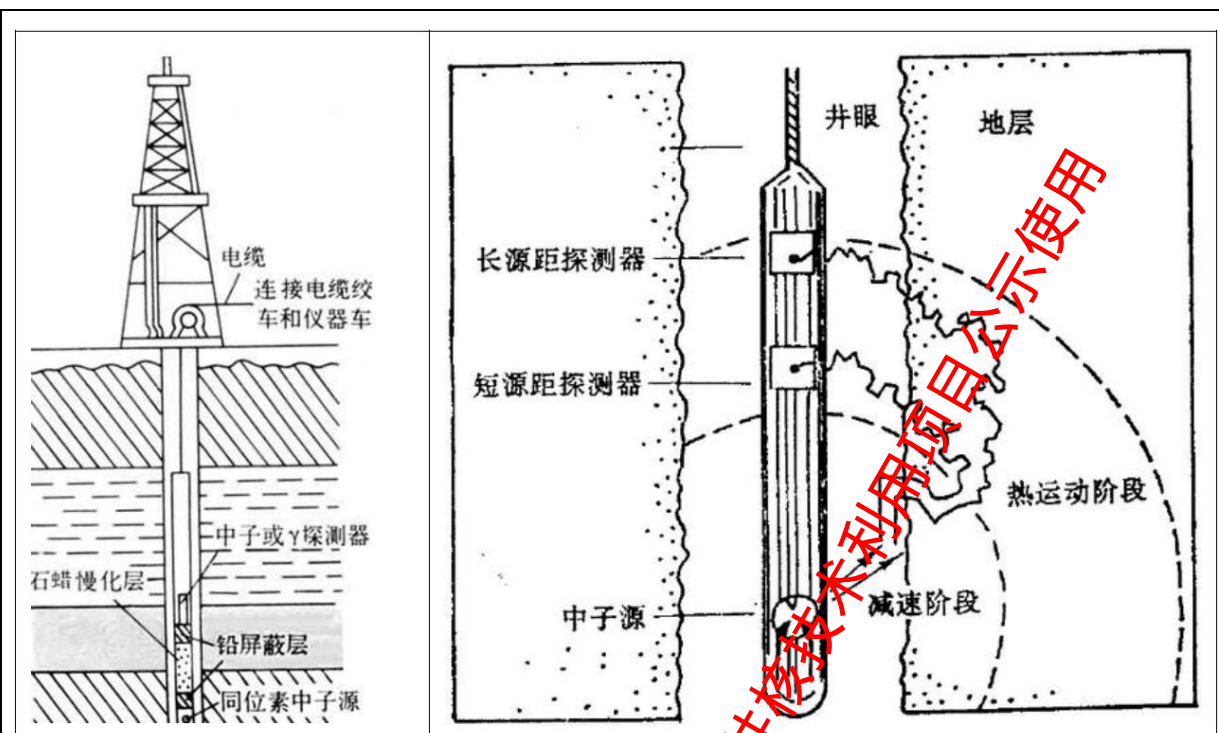 电缆
连接电缆绞
车和仪器车
中子或γ探测器
石蜡慢化层
铅屏蔽层
同位素中子源
井眼
地层
长源距探测器
短源距探测器
热运动阶段
减速阶段
中子源
核技术利用项目公示使用